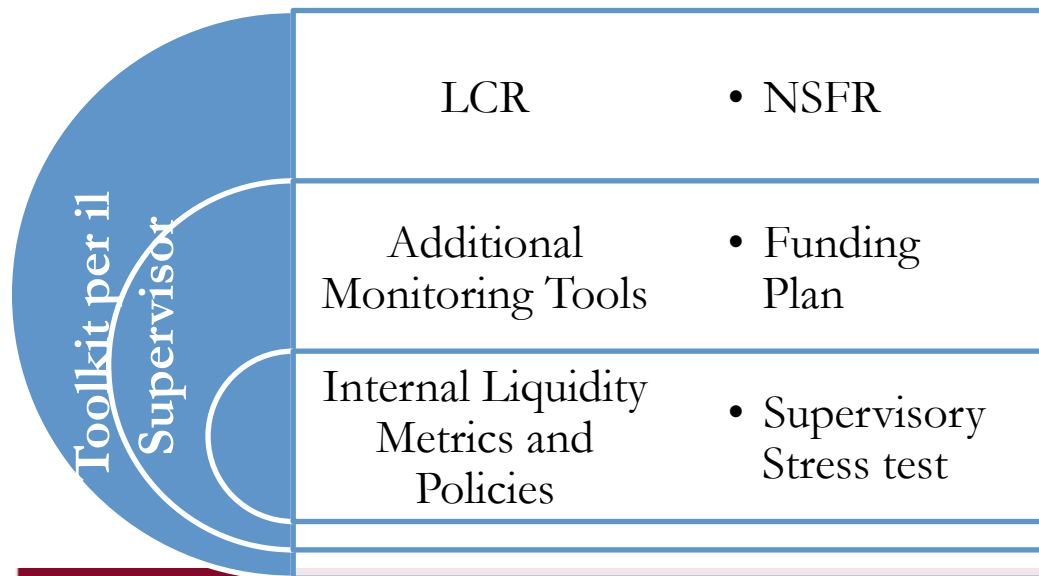 Toolkit per il
Supervisor
LCR
• NSFR
Additional
Monitoring Tools
• Funding
Plan
Internal Liquidity
Metrics and
Policies
• Supervisory
Stress test